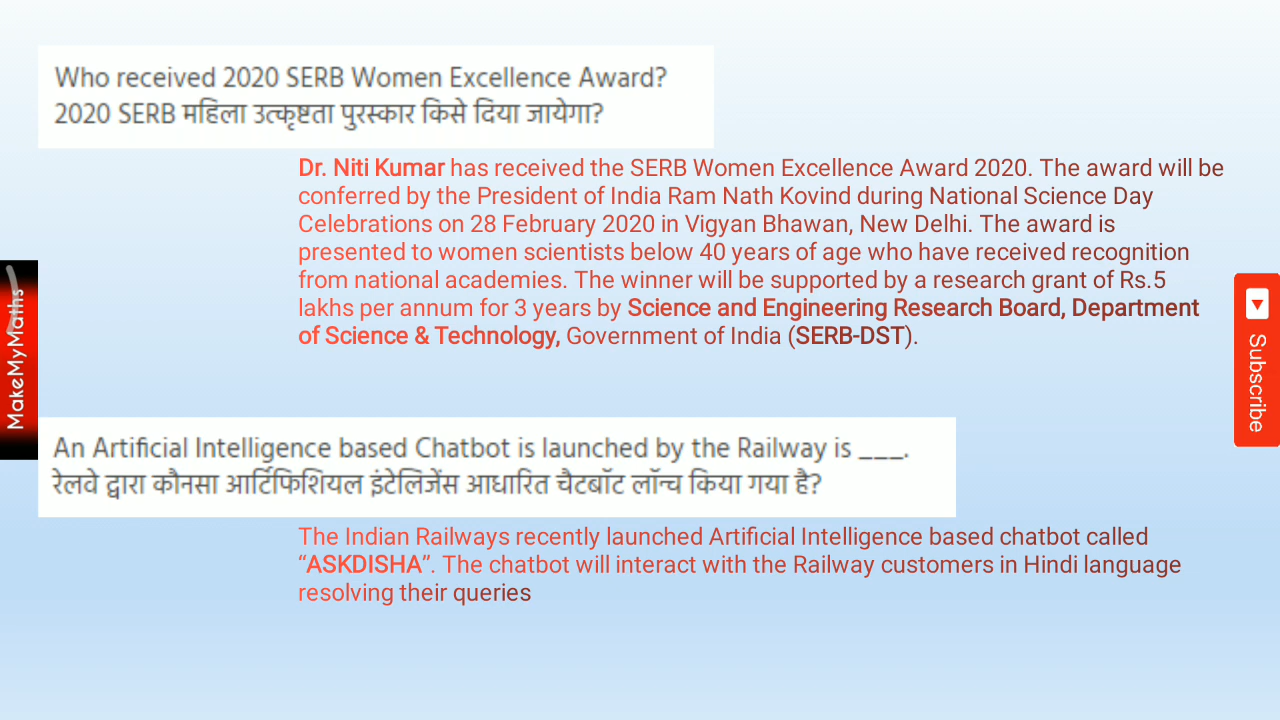 Who received 2020 SERB Women Excellence Award?
2020 SERB महिला उत्कृष्टता पुरस्कार किसे दिया जायेगा?
Dr. Niti Kumar has received the SERB Women Excellence Award 2020. The award will be
conferred by the President of India Ram Nath Kovind during National Science Day
Celebrations on 28 February 2020 in Vigyan Bhawan, New Delhi. The award is
presented to women scientists below 40 years of age who have received recognition
from national academies. The winner will be supported by a research grant of Rs.5
lakhs per annum for 3 years by Science and Engineering Research Board, Department
of Science & Technology, Government of India (SERB-DST).
MakeMyMaths
Subscribe
An Artificial Intelligence based Chatbot is launched by the Railway is ___.
रेलवे द्वारा कौनसा आर्टिफिशियल इंटेलिजेंस आधारित चैटबॉट लॉन्च किया गया है?
The Indian Railways recently launched Artificial Intelligence based chatbot called
“ASKDISHA”. The chatbot will interact with the Railway customers in Hindi language
resolving their queries